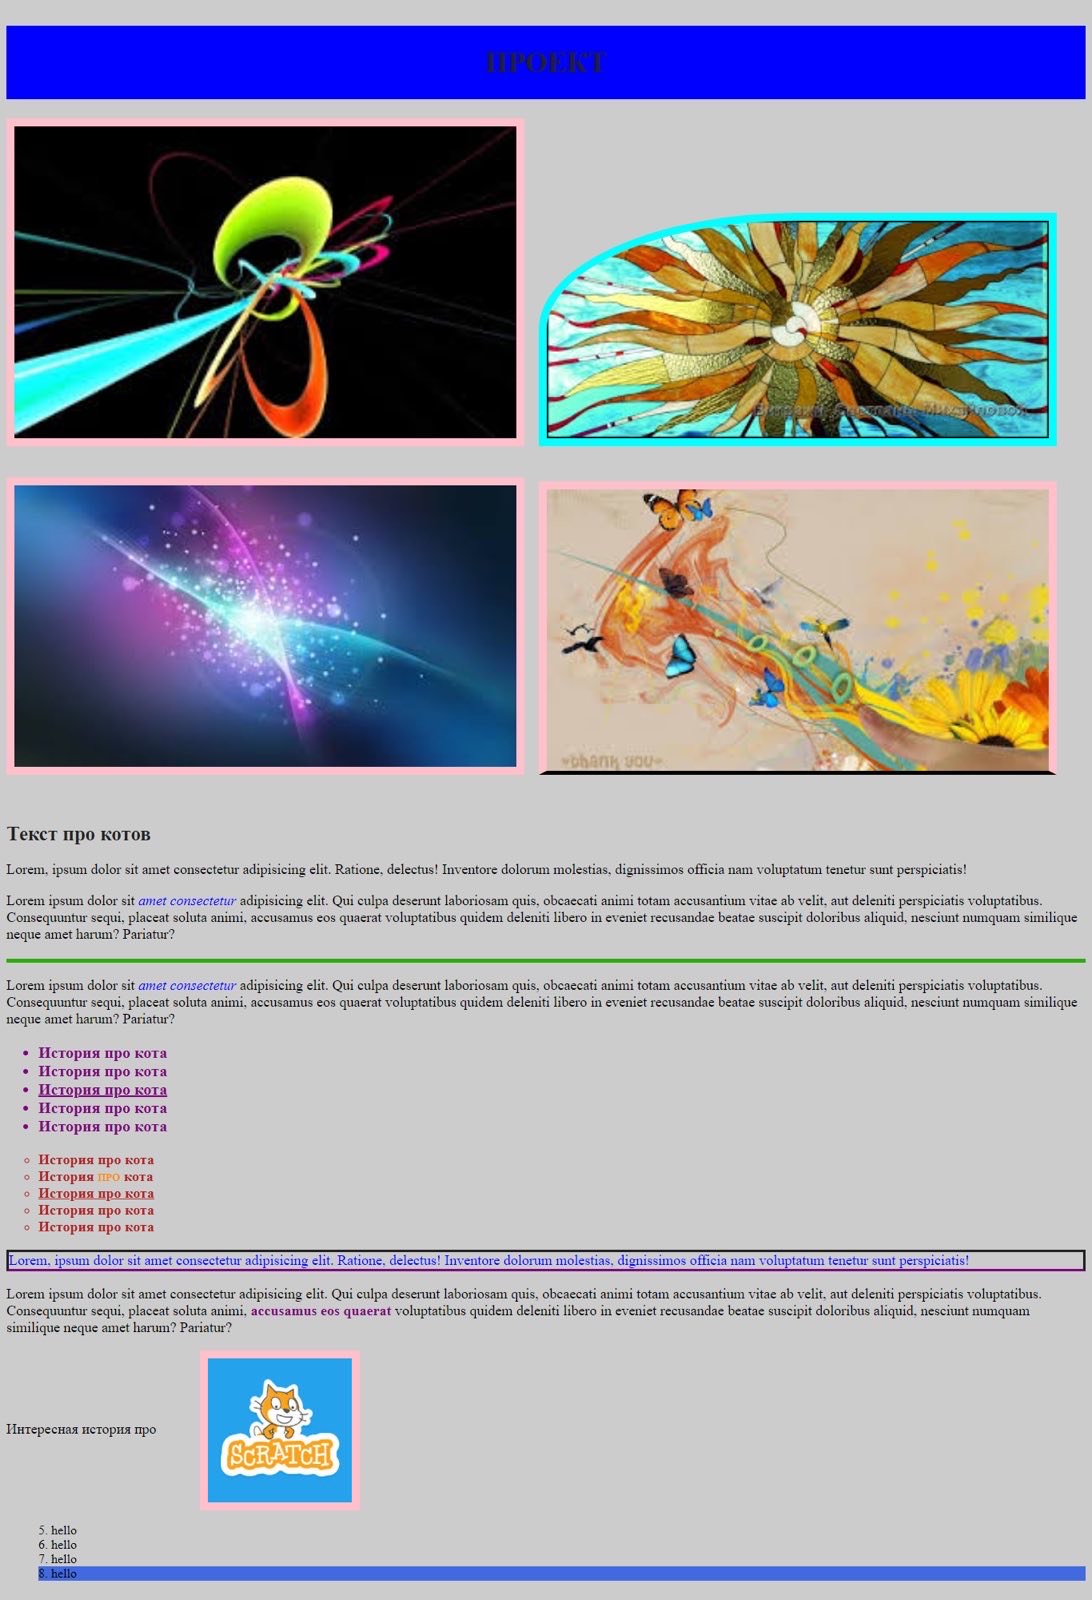 ПРОЕКТ
Витражи Светланы Михайловой
thank you
Текст про котов
Lorem, ipsum dolor sit amet consectetur adipisicing elit. Ratione, delectus! Inventore dolorum molestias, dignissimos officia nam voluptatum tenetur sunt perspiciatis!
Lorem ipsum dolor sit amet consectetur adipisicing elit. Qui culpa deserunt laboriosam quis, obcaecati animi totam accusantium vitae ab velit, aut deleniti perspiciatis voluptatibus.
Consequuntur sequi, placeat soluta animi, accusamus eos quaerat voluptatibus quidem deleniti libero in eveniet recusandae beatae suscipit doloribus aliquid, nesciunt numquam similique
neque amet harum? Pariatur?
Lorem ipsum dolor sit amet consectetur adipisicing elit. Qui culpa deserunt laboriosam quis, obcaecati animi totam accusantium vitae ab velit, aut deleniti perspiciatis voluptatibus.
Consequuntur sequi, placeat soluta animi, accusamus eos quaerat voluptatibus quidem deleniti libero in eveniet recusandae beatae suscipit doloribus aliquid, nesciunt numquam similique
neque amet harum? Pariatur?
История про кота
История про кота
История про кота
История про кота
История про кота
История про кота
История ПРО кота
История про кота
История про кота
История про кота
Lorem, ipsum dolor sit amet consectetur adipisicing elit. Ratione, delectus! Inventore dolorum molestias, dignissimos officia nam voluptatum tenetur sunt perspiciatis!
Lorem ipsum dolor sit amet consectetur adipisicing elit. Qui culpa deserunt laboriosam quis, obcaecati animi totam accusantium vitae ab velit, aut deleniti perspiciatis voluptatibus.
Consequuntur sequi, placeat soluta animi, accusamus eos quaerat voluptatibus quidem deleniti libero in eveniet recusandae beatae suscipit doloribus aliquid, nesciunt numquam
similique neque amet harum? Pariatur?
Интересная история про
SCRATCH
5. hello
6. hello
7. hello
8. hello